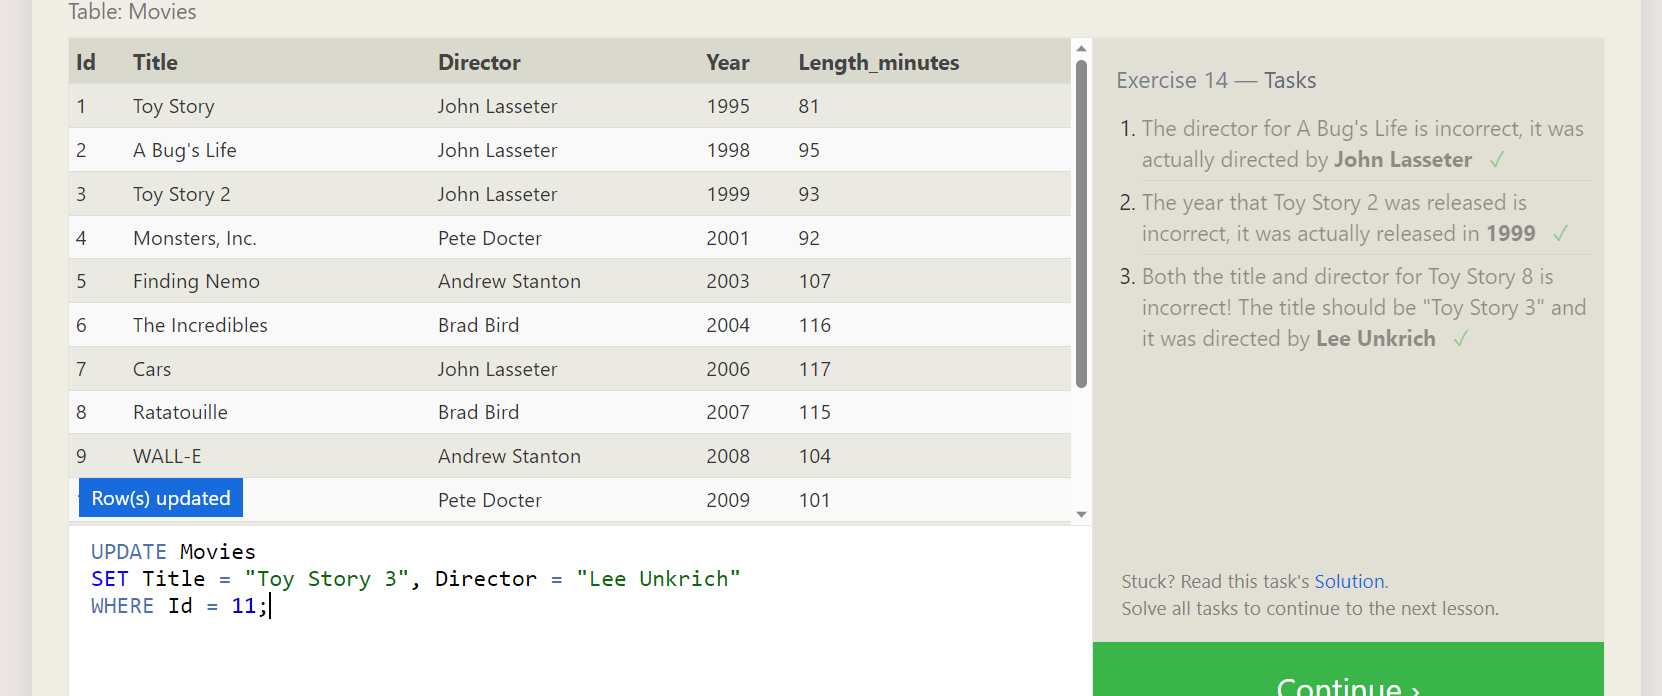 Table: Movies
Id Title Director Year Length_minutes
1 Toy Story John Lasseter 1995 81
2 A Bug's Life John Lasseter 1998 95
3 Toy Story 2 John Lasseter 1999 93
4 Monsters, Inc. Pete Docter 2001 92
5 Finding Nemo Andrew Stanton 2003 107
6 The Incredibles Brad Bird 2004 116
7 Cars John Lasseter 2006 117
8 Ratatouille Brad Bird 2007 115
9 WALL-E Andrew Stanton 2008 104
Row(s) updated Pete Docter 2009 101
UPDATE Movies
SET Title = "Toy Story 3", Director = "Lee Unkrich"
WHERE Id = 11;
Exercise 14 — Tasks
1. The director for A Bug's Life is incorrect, it was
actually directed by John Lasseter ✓
2. The year that Toy Story 2 was released is
incorrect, it was actually released in 1999 ✓
3. Both the title and director for Toy Story 8 is
incorrect! The title should be "Toy Story 3" and
it was directed by Lee Unkrich ✓
Stuck? Read this task's Solution.
Solve all tasks to continue to the next lesson.
Continue ›